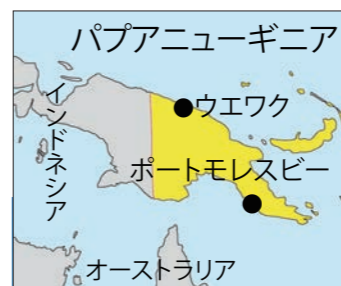 パプアニューギニア
ウエワク
インドネシア
ポートモレスビー
オーストラリア